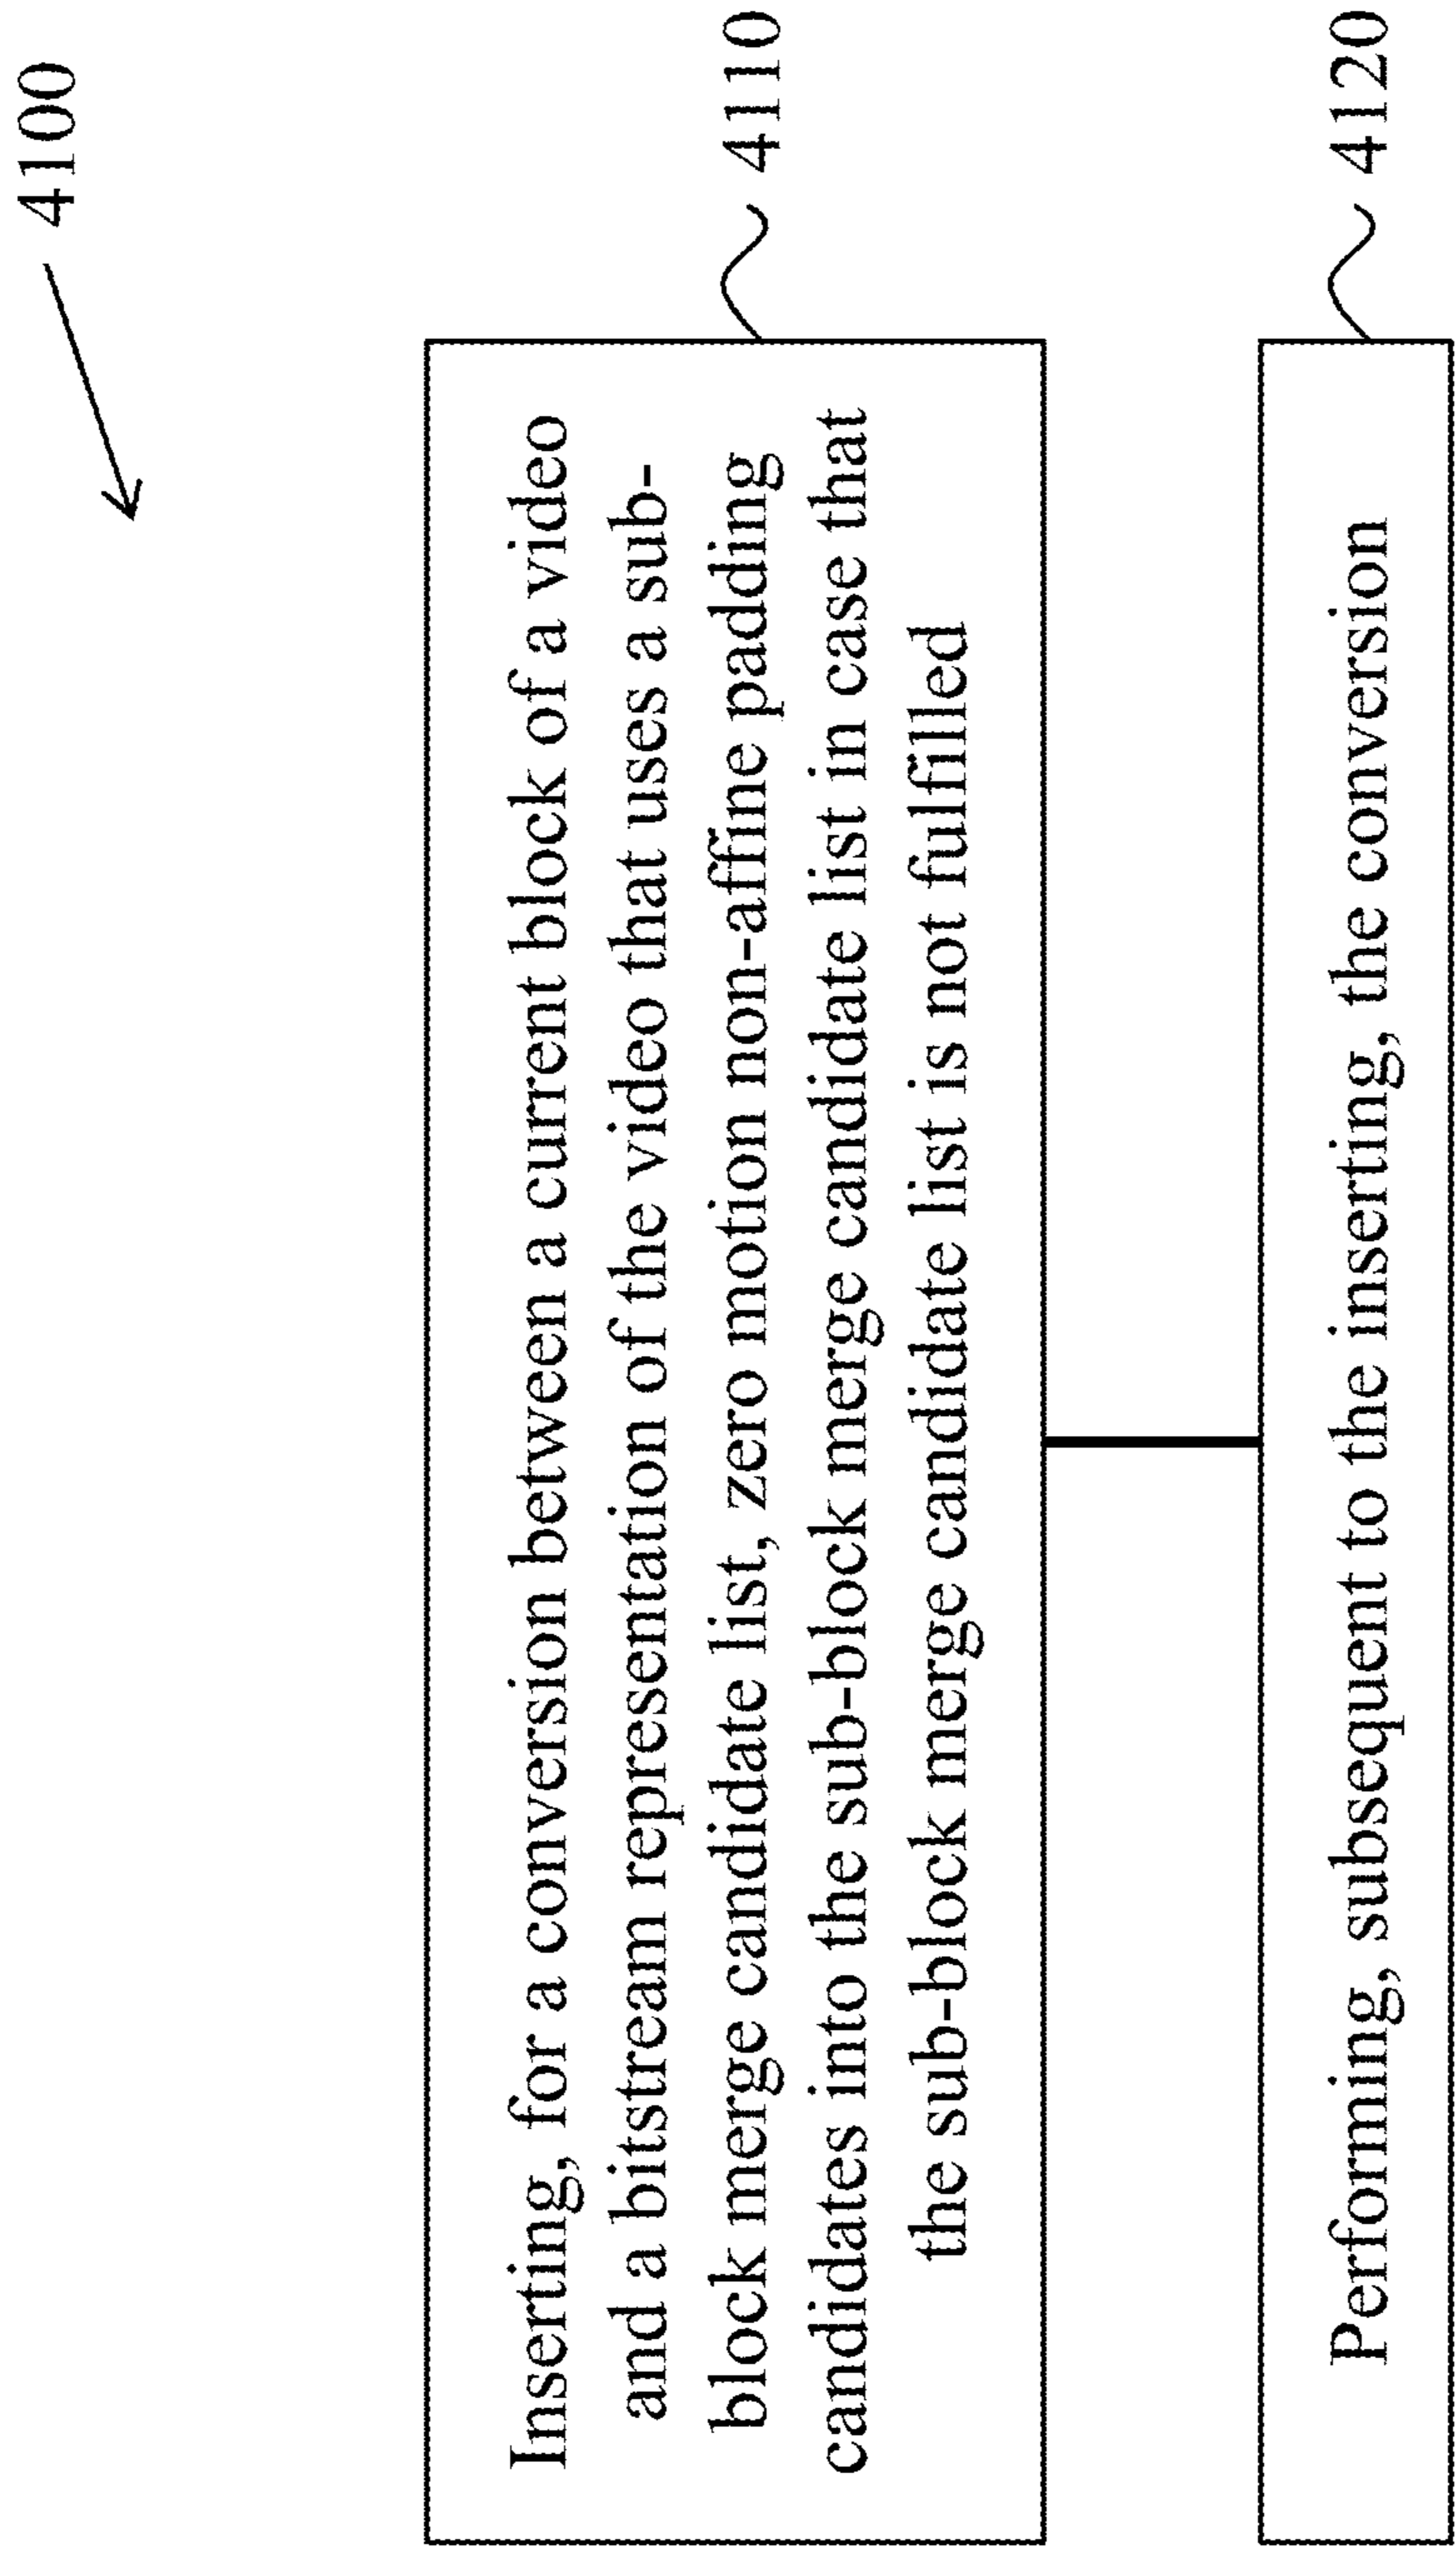 4100
Inserting, for a conversion between a current block of a video
and a bitstream representation of the video that uses a sub-
block merge candidate list, zero motion non-affine padding
candidates into the sub-block merge candidate list in case that
the sub-block merge candidate list is not fulfilled
4110
Performing, subsequent to the inserting, the conversion
4120